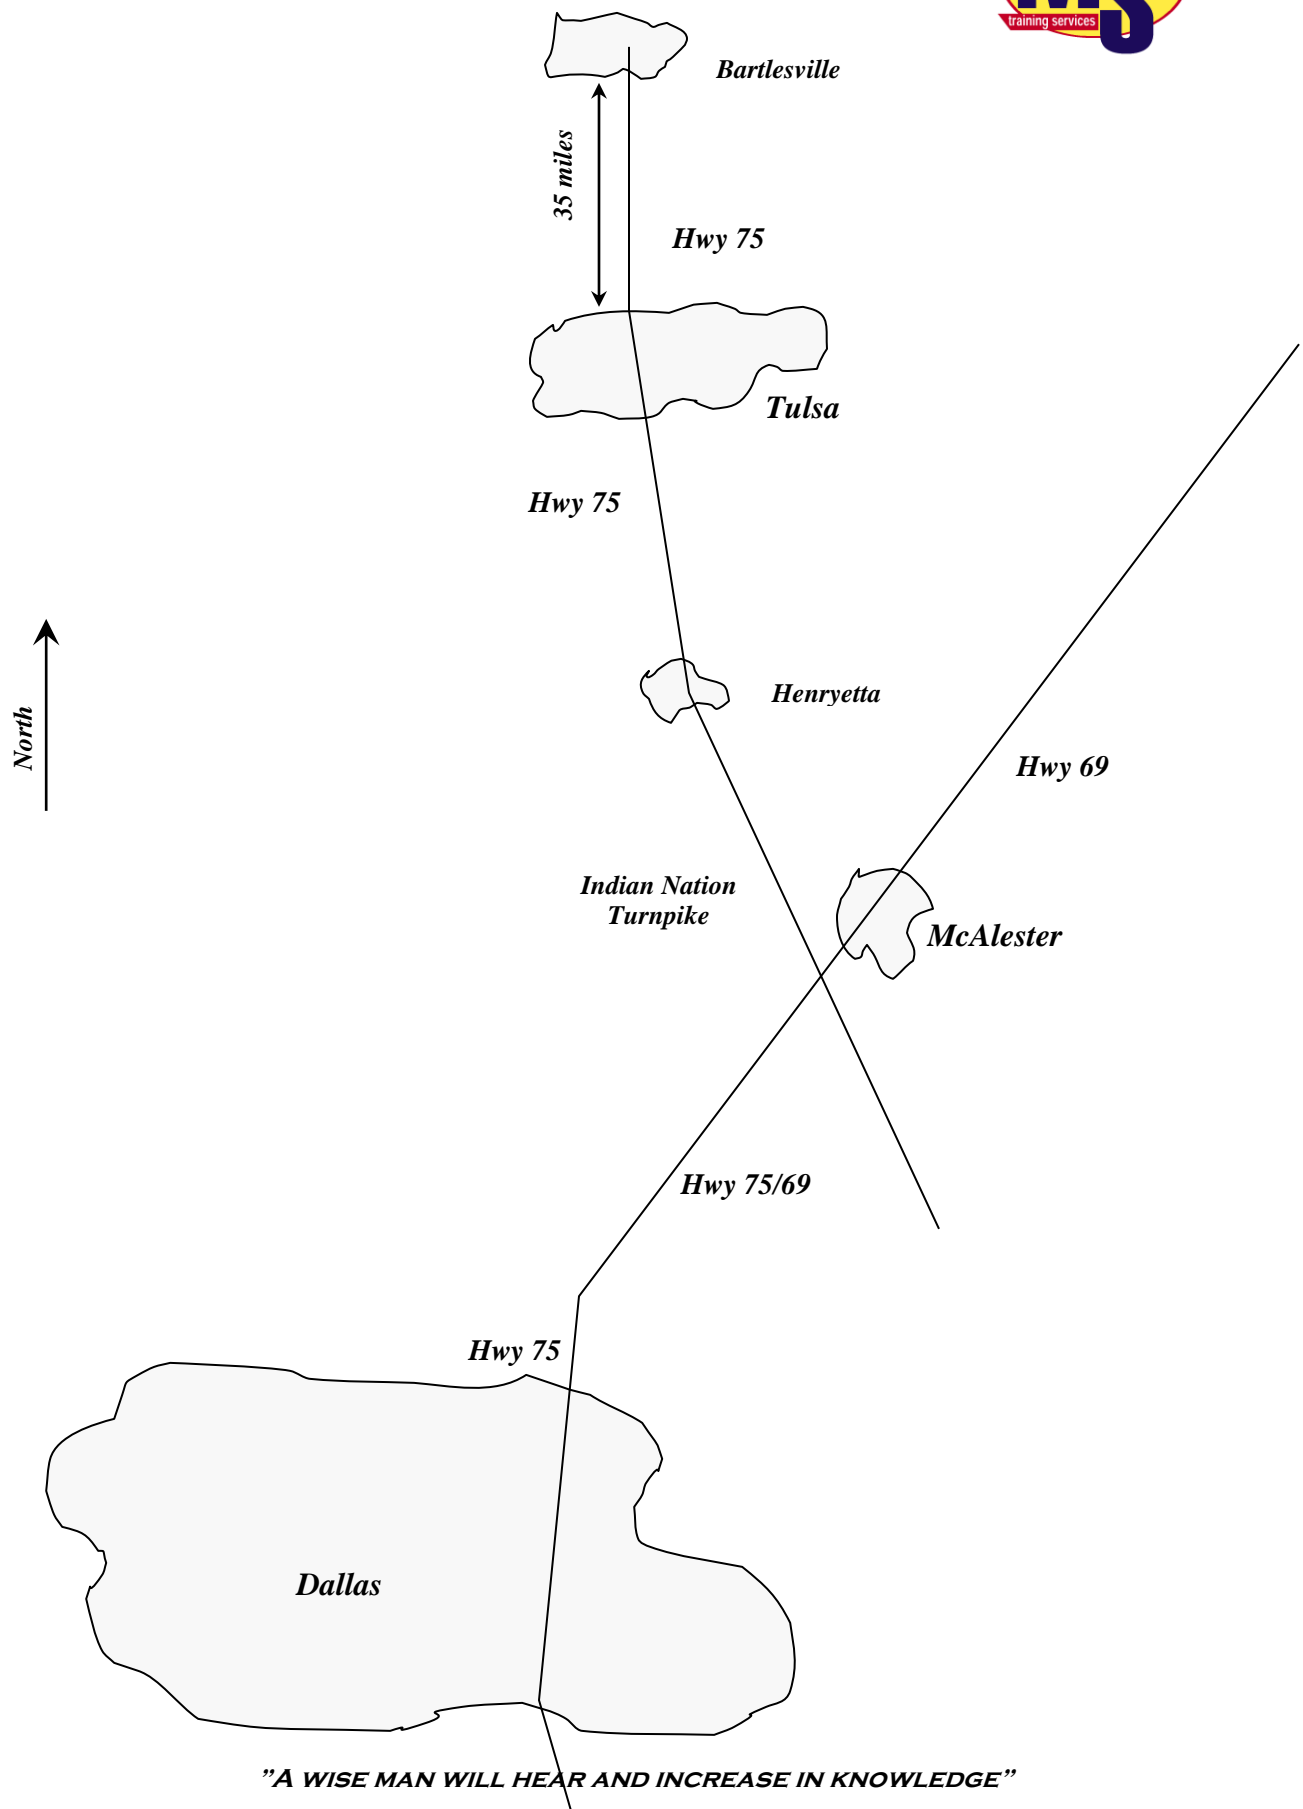 MS
training services
Bartlesville
35 miles
Hwy 75
Tulsa
Hwy 75
North
Henryetta
Hwy 69
Indian Nation
Turnpike
McAlester
Hwy 75/69
Hwy 75
Dallas
”A WISE MAN WILL HEAR AND INCREASE IN KNOWLEDGE”